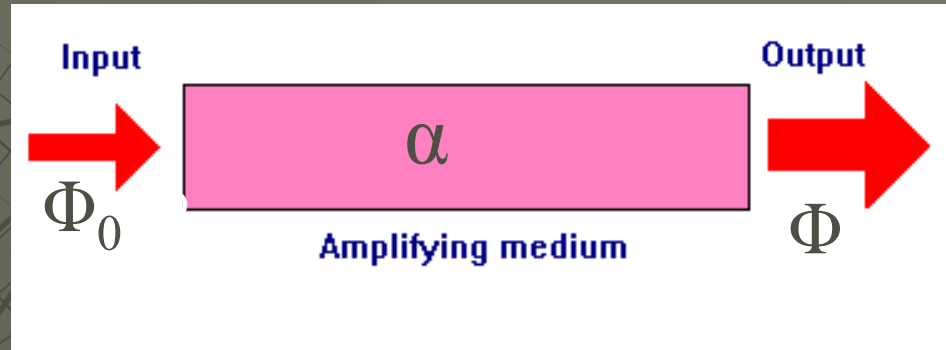 Input
Output
α
Φ₀
Φ
Amplifying medium